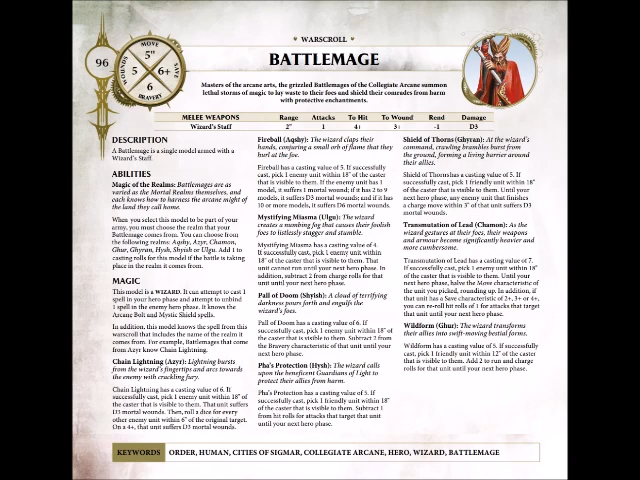 96
MOVE
5"
WOUNDS
5
6+
SAVE
6
BRAVERY
WARSCROLL
BATTLEMAGE
Masters of the arcane arts, the grizzled Battlemages of the Collegiate Arcane summon
lethal storms of magic to lay waste to their foes and shield their comrades from harm
with protective enchantments.
MELEE WEAPONS Range Attacks To Hit To Wound Rend Damage
Wizard's Staff 2" 1 4+ 3+ -1 D3
DESCRIPTION
A Battlemage is a single model armed with a
Wizard's Staff.
ABILITIES
Magic of the Realms: Battlemages are as
varied as the Mortal Realms themselves, and
each knows how to harness the arcane might of
the land they call home.
When you select this model to be part of your
army, you must choose the realm that your
Battlemage comes from. You can choose from
the following realms: Aqshy, Azyr, Chamon,
Ghur, Ghyran, Hysh, Shyish or Ulgu. Add 1 to
casting rolls for this model if the battle is taking
place in the realm it comes from.
MAGIC
This model is a WIZARD. It can attempt to cast 1
spell in your hero phase and attempt to unbind
1 spell in the enemy hero phase. It knows the
Arcane Bolt and Mystic Shield spells.
In addition, this model knows the spell from this
warscroll that includes the name of the realm it
comes from. For example, Battlemages that come
from Azyr know Chain Lightning.
Chain Lightning (Azyr): Lightning bursts
from the wizard's fingertips and arcs towards
the enemy with crackling fury.
Chain Lightning has a casting value of 6. If
successfully cast, pick 1 enemy unit within 18" of
the caster that is visible to them. That unit suffers
D3 mortal wounds. Then, roll a dice for every
other enemy unit within 6" of the original target.
On a 4+, that unit suffers D3 mortal wounds.
Fireball (Aqshy): The wizard claps their
hands, conjuring a small orb of flame that they
hurl at the foe.
Fireball has a casting value of 5. If successfully
cast, pick 1 enemy unit within 18" of the caster
that is visible to them. If the enemy unit has 1
model, it suffers 1 mortal wound; if it has 2 to 9
models, it suffers D3 mortal wounds; and if it has
10 or more models, it suffers D6 mortal wounds.
Mystifying Miasma (Ulgu): The wizard
creates a numbing fog that causes their foolish
foes to listlessly stagger and stumble.
Mystifying Miasma has a casting value of 4.
If successfully cast, pick 1 enemy unit within
18" of the caster that is visible to them. That
unit cannot run until your next hero phase. In
addition, subtract 2 from charge rolls for that
unit until your next hero phase.
Pall of Doom (Shyish): A cloud of terrifying
darkness pours forth and engulfs the
wizard's foes.
Pall of Doom has a casting value of 6. If
successfully cast, pick 1 enemy unit within 18" of
the caster that is visible to them. Subtract 2 from
the Bravery characteristic of that unit until your
next hero phase.
Pha's Protection (Hysh): The wizard calls
upon the beneficent Guardians of Light to
protect their allies from harm.
Pha's Protection has a casting value of 5. If
successfully cast, pick 1 friendly unit within 18"
of the caster that is visible to them. Subtract 1
from hit rolls for attacks that target that unit
until your next hero phase.
Shield of Thorns (Ghyran): At the wizard's
command, crawling brambles burst from
the ground, forming a living barrier around
their allies.
Shield of Thorns has a casting value of 5. If
successfully cast, pick 1 friendly unit within 18"
of the caster that is visible to them. Until your
next hero phase, any enemy unit that finishes
a charge move within 3" of that unit suffers D3
mortal wounds.
Transmutation of Lead (Chamon): As the
wizard gestures at their foes, their weapons
and armour become significantly heavier and
more cumbersome.
Transmutation of Lead has a casting value of 7.
If successfully cast, pick 1 enemy unit within 18"
of the caster that is visible to them. Until your next
hero phase, halve the Move characteristic of
the unit you picked, rounding up. In addition, if
that unit has a Save characteristic of 2+, 3+ or 4+,
you can re-roll hit rolls of 1 for attacks that target
that unit until your next hero phase.
Wildform (Ghur): The wizard transforms
their allies into swift-moving bestial forms.
Wildform has a casting value of 5. If successfully
cast, pick 1 friendly unit within 12" of the caster
that is visible to them. Add 2 to run and charge
rolls for that unit until your next hero phase.
KEYWORDS ORDER, HUMAN, CITIES OF SIGMAR, COLLEGIATE ARCANE, HERO, WIZARD, BATTLEMAGE